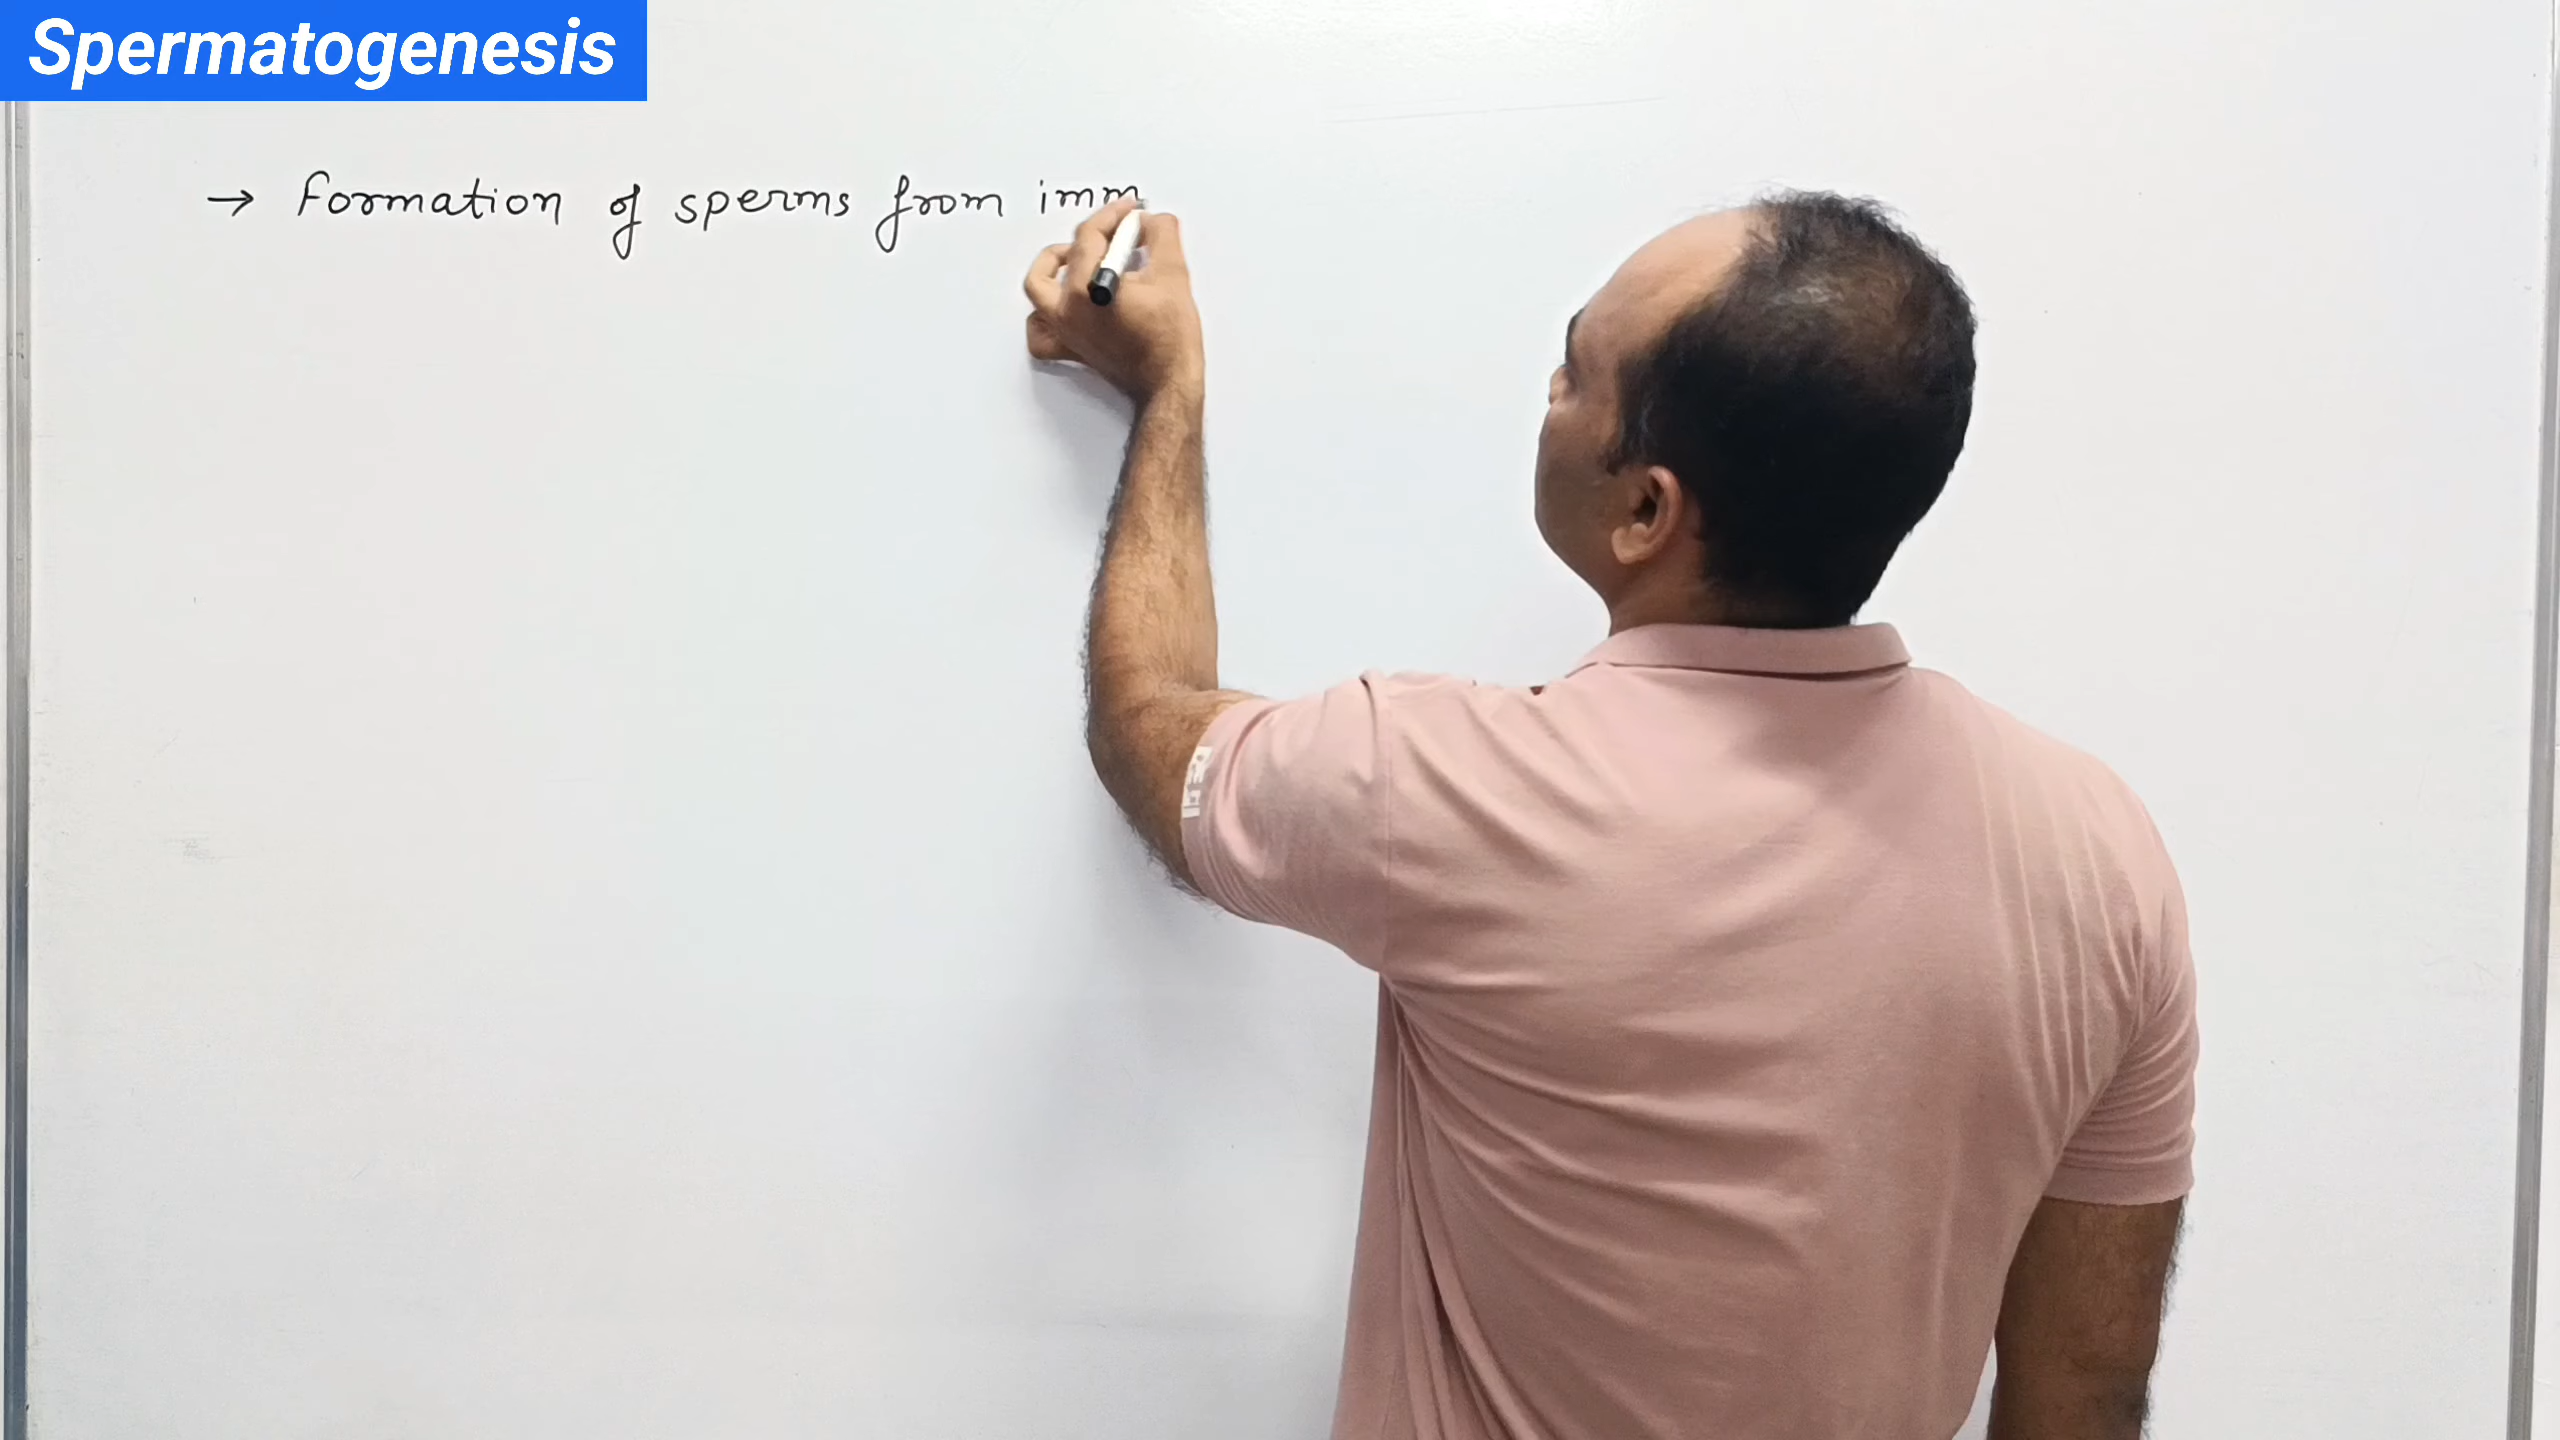 Spermatogenesis
→ Formation of sperms from imm